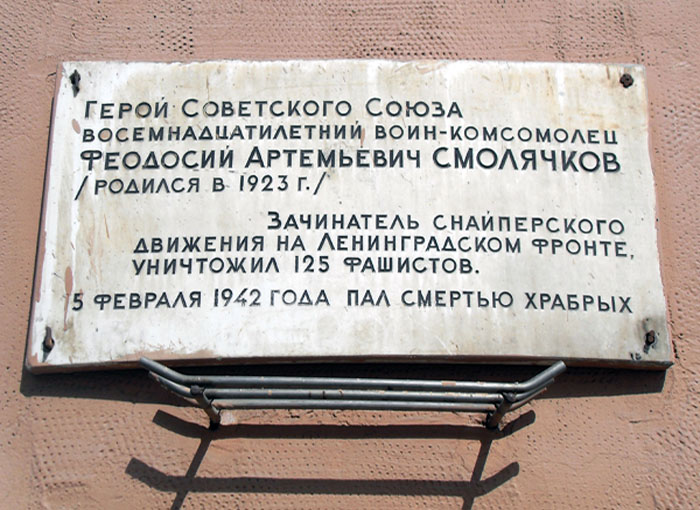 Герой Советского Союза
восемнадцатилетний воин-комсомолец
Феодосий Артемьевич СМОЛЯЧКОВ
/родился в 1923 г./
Зачинатель снайперского
движения на Ленинградском фронте,
уничтожил 125 фашистов.
5 февраля 1942 года пал смертью храбрых